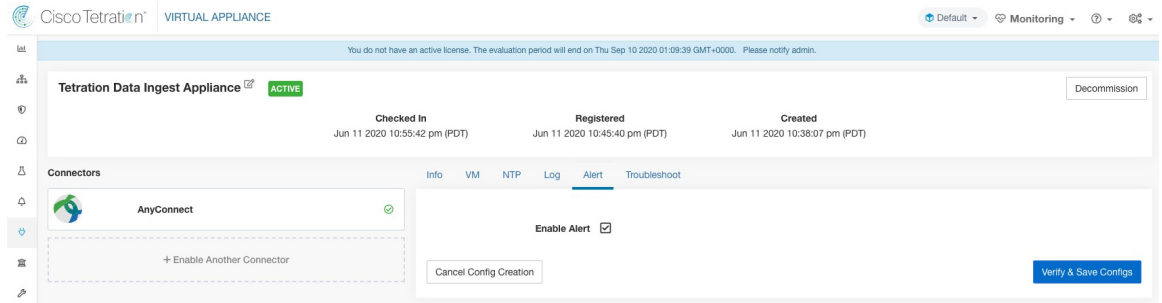 Cisco Tetration™ VIRTUAL APPLIANCE
Default Monitoring
You do not have an active license. The evaluation period will end on Thu Sep 10 2020 01:09:39 GMT+0000. Please notify admin.
Tetration Data Ingest Appliance ACTIVE
Decommission
Checked In Registered Created
Jun 11 2020 10:55:42 pm (PDT) Jun 11 2020 10:45:40 pm (PDT) Jun 11 2020 10:38:07 pm (PDT)
Connectors
Info VM NTP Log Alert Troubleshoot
AnyConnect
Enable Alert
+ Enable Another Connector
Cancel Config Creation Verify & Save Configs